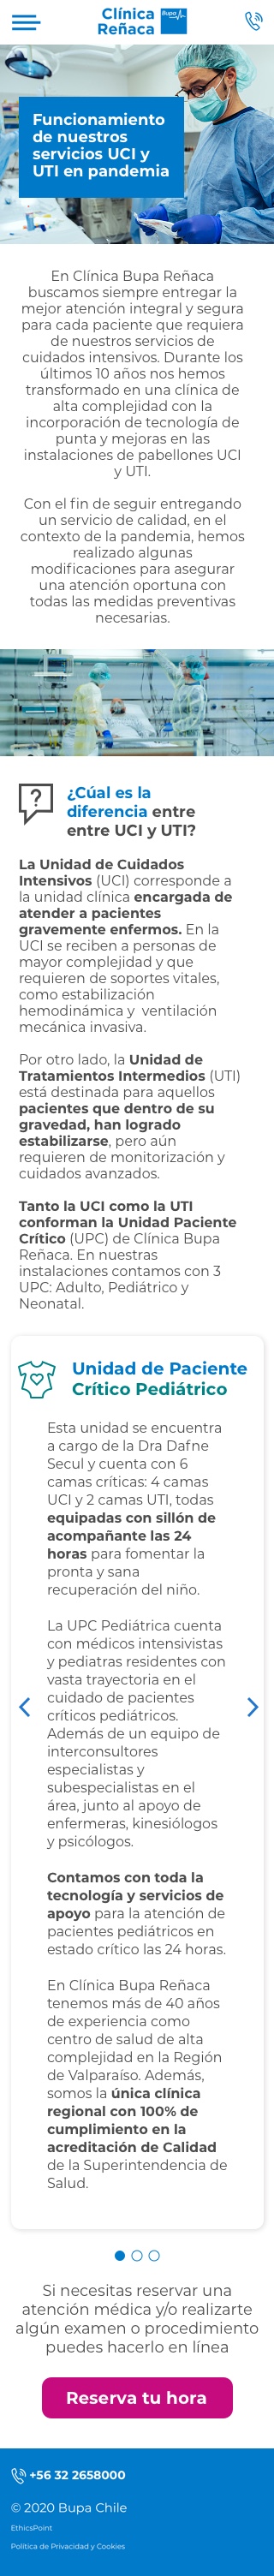 Clínica
Reñaca
Bupa
Funcionamiento
de nuestros
servicios UCI y
UTI en pandemia
En Clínica Bupa Reñaca
buscamos siempre entregar la
mejor atención integral y segura
para cada paciente que requiera
de nuestros servicios de
cuidados intensivos. Durante los
últimos 10 años nos hemos
transformado en una clínica de
alta complejidad con la
incorporación de tecnología de
punta y mejoras en las
instalaciones de pabellones UCI
y UTI.
Con el fin de seguir entregando
un servicio de calidad, en el
contexto de la pandemia, hemos
realizado algunas
modificaciones para asegurar
una atención oportuna con
todas las medidas preventivas
necesarias.
¿Cúal es la
diferencia entre
entre UCI y UTI?
La Unidad de Cuidados
Intensivos (UCI) corresponde a
la unidad clínica encargada de
atender a pacientes
gravemente enfermos. En la
UCI se reciben a personas de
mayor complejidad y que
requieren de soportes vitales,
como estabilización
hemodinámica y ventilación
mecánica invasiva.
Por otro lado, la Unidad de
Tratamientos Intermedios (UTI)
está destinada para aquellos
pacientes que dentro de su
gravedad, han logrado
estabilizarse, pero aún
requieren de monitorización y
cuidados avanzados.
Tanto la UCI como la UTI
conforman la Unidad Paciente
Crítico (UPC) de Clínica Bupa
Reñaca. En nuestras
instalaciones contamos con 3
UPC: Adulto, Pediátrico y
Neonatal.
Unidad de Paciente
Crítico Pediátrico
Esta unidad se encuentra
a cargo de la Dra Dafne
Secul y cuenta con 6
camas críticas: 4 camas
UCI y 2 camas UTI, todas
equipadas con sillón de
acompañante las 24
horas para fomentar la
pronta y sana
recuperación del niño.
La UPC Pediátrica cuenta
con médicos intensivistas
y pediatras residentes con
vasta trayectoria en el
cuidado de pacientes
críticos pediátricos.
Además de un equipo de
interconsultores
especialistas y
subespecialistas en el
área, junto al apoyo de
enfermeras, kinesiólogos
y psicólogos.
Contamos con toda la
tecnología y servicios de
apoyo para la atención de
pacientes pediátricos en
estado crítico las 24 horas.
En Clínica Bupa Reñaca
tenemos más de 40 años
de experiencia como
centro de salud de alta
complejidad en la Región
de Valparaíso. Además,
somos la única clínica
regional con 100% de
cumplimiento en la
acreditación de Calidad
de la Superintendencia de
Salud.
Si necesitas reservar una
atención médica y/o realizarte
algún examen o procedimiento
puedes hacerlo en línea
Reserva tu hora
+56 32 2658000
© 2020 Bupa Chile
EthicsPoint
Política de Privacidad y Cookies